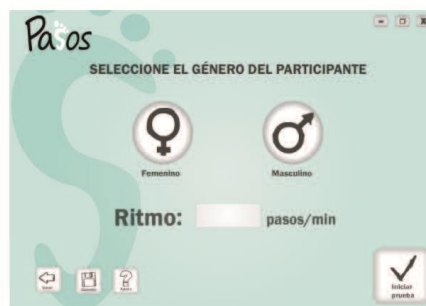 Pasos
SELECCIONE EL GÉNERO DEL PARTICIPANTE
Femenino
Masculino
Ritmo: pasos/min
Iniciar
prueba